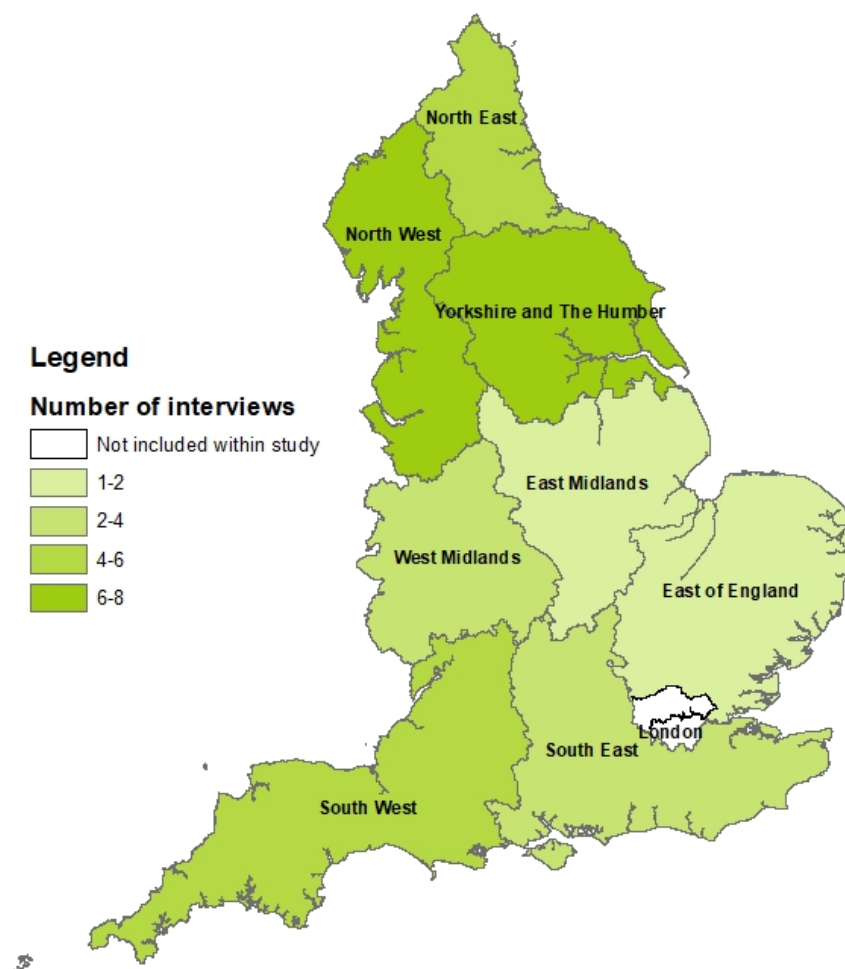 North East
North West
Yorkshire and The Humber
Legend
Number of interviews
Not included within study
1-2
2-4
4-6
6-8
East Midlands
West Midlands
East of England
London
South East
South West